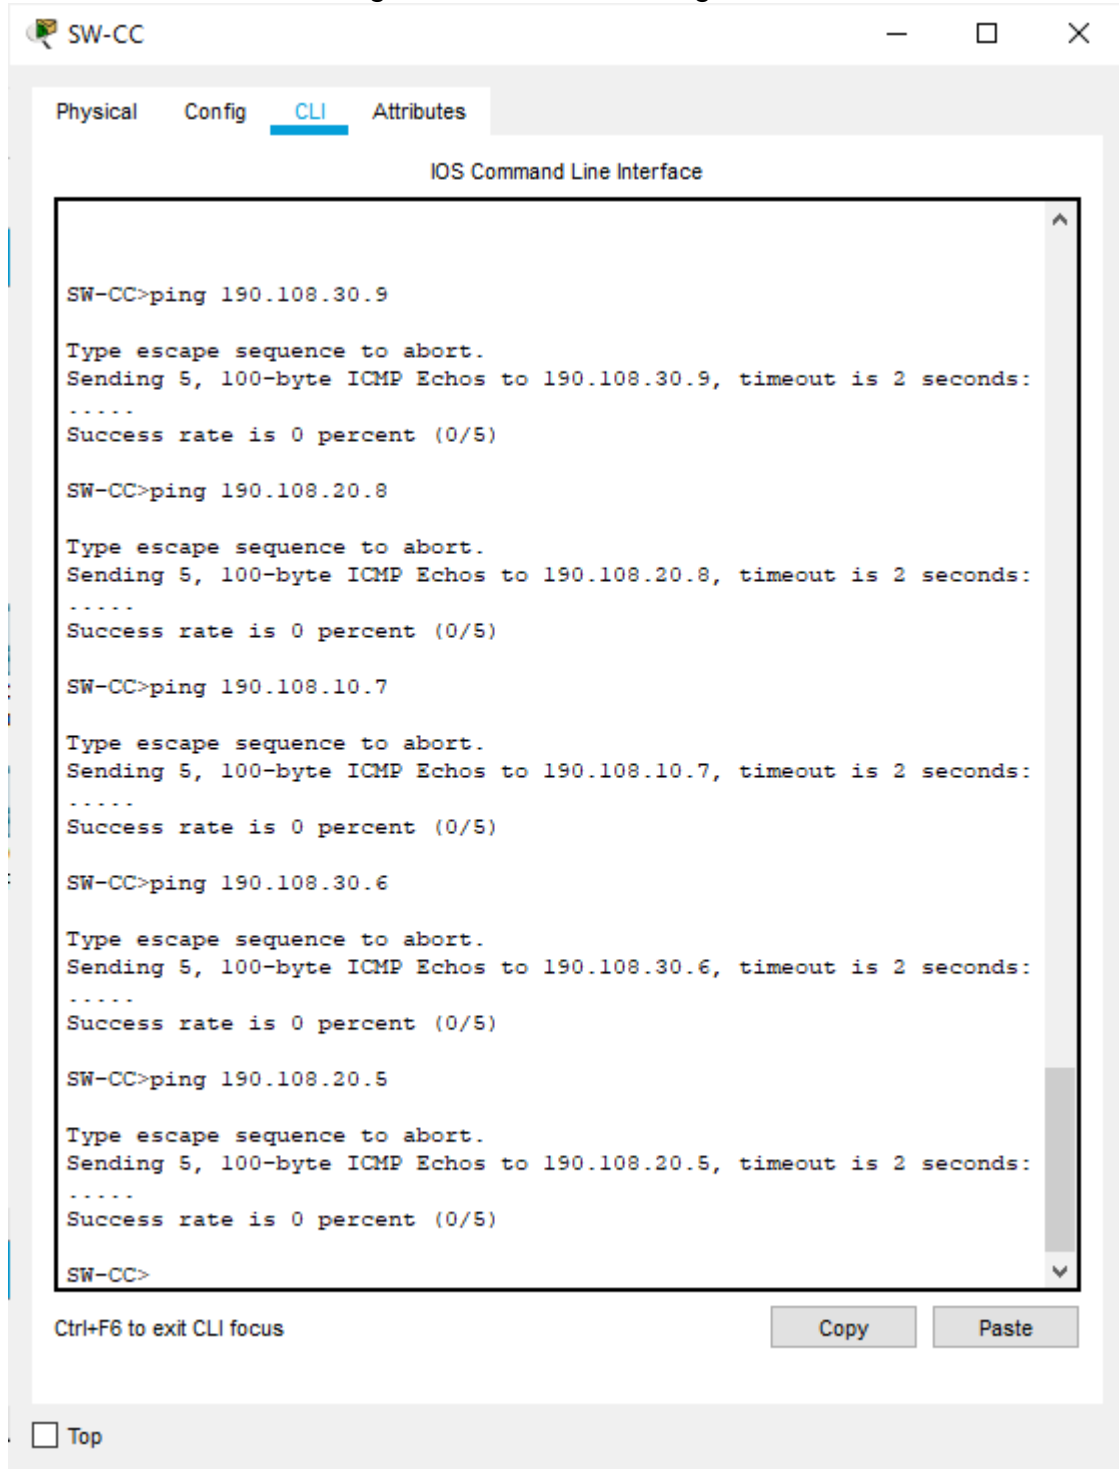 SW-CC
Physical Config CLI Attributes
IOS Command Line Interface
SW-CC>ping 190.108.30.9
Type escape sequence to abort.
Sending 5, 100-byte ICMP Echos to 190.108.30.9, timeout is 2 seconds:
.....
Success rate is 0 percent (0/5)
SW-CC>ping 190.108.20.8
Type escape sequence to abort.
Sending 5, 100-byte ICMP Echos to 190.108.20.8, timeout is 2 seconds:
.....
Success rate is 0 percent (0/5)
SW-CC>ping 190.108.10.7
Type escape sequence to abort.
Sending 5, 100-byte ICMP Echos to 190.108.10.7, timeout is 2 seconds:
.....
Success rate is 0 percent (0/5)
SW-CC>ping 190.108.30.6
Type escape sequence to abort.
Sending 5, 100-byte ICMP Echos to 190.108.30.6, timeout is 2 seconds:
.....
Success rate is 0 percent (0/5)
SW-CC>ping 190.108.20.5
Type escape sequence to abort.
Sending 5, 100-byte ICMP Echos to 190.108.20.5, timeout is 2 seconds:
.....
Success rate is 0 percent (0/5)
SW-CC>
Ctrl+F6 to exit CLI focus
Copy Paste
Top